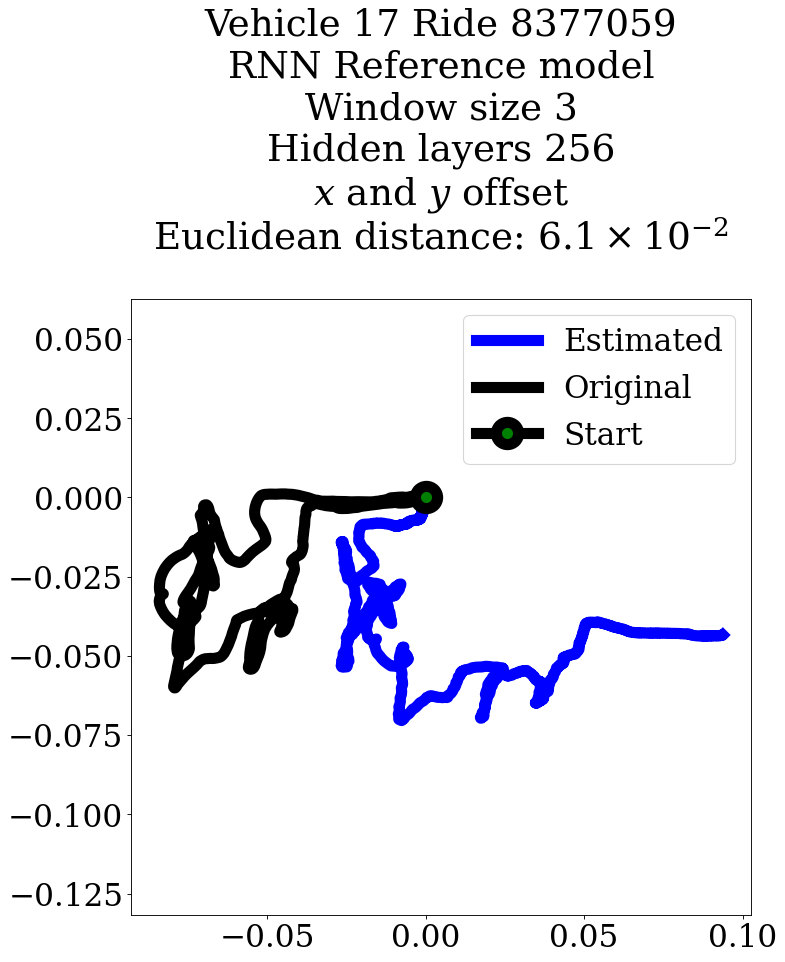 Vehicle 17 Ride 8377059
RNN Reference model
Window size 3
Hidden layers 256
x and y offset
Euclidean distance: 6.1 × 10⁻²
Estimated
Original
Start
0.050
0.025
0.000
−0.025
−0.050
−0.075
−0.100
−0.125
−0.05
0.00
0.05
0.10